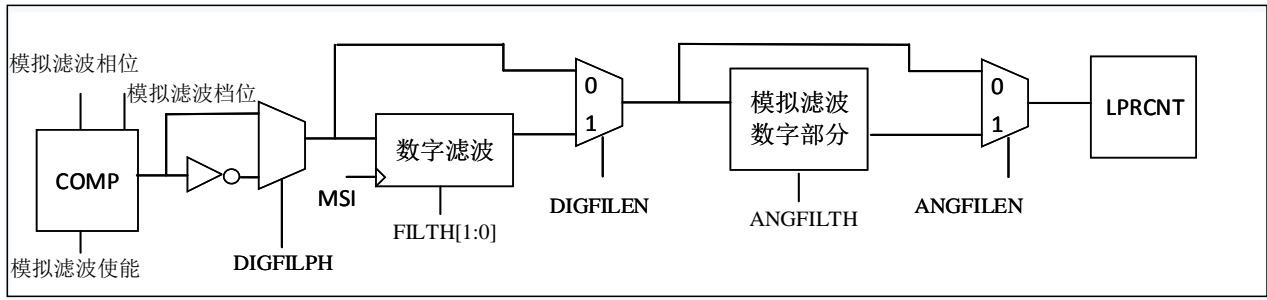 模拟滤波相位
模拟滤波档位
COMP
模拟滤波使能
DIGFILPH
MSI
数字滤波
FILTH[1:0]
0
1
DIGFILEN
模拟滤波
数字部分
ANGFILTH
0
1
ANGFILEN
LPRCNT